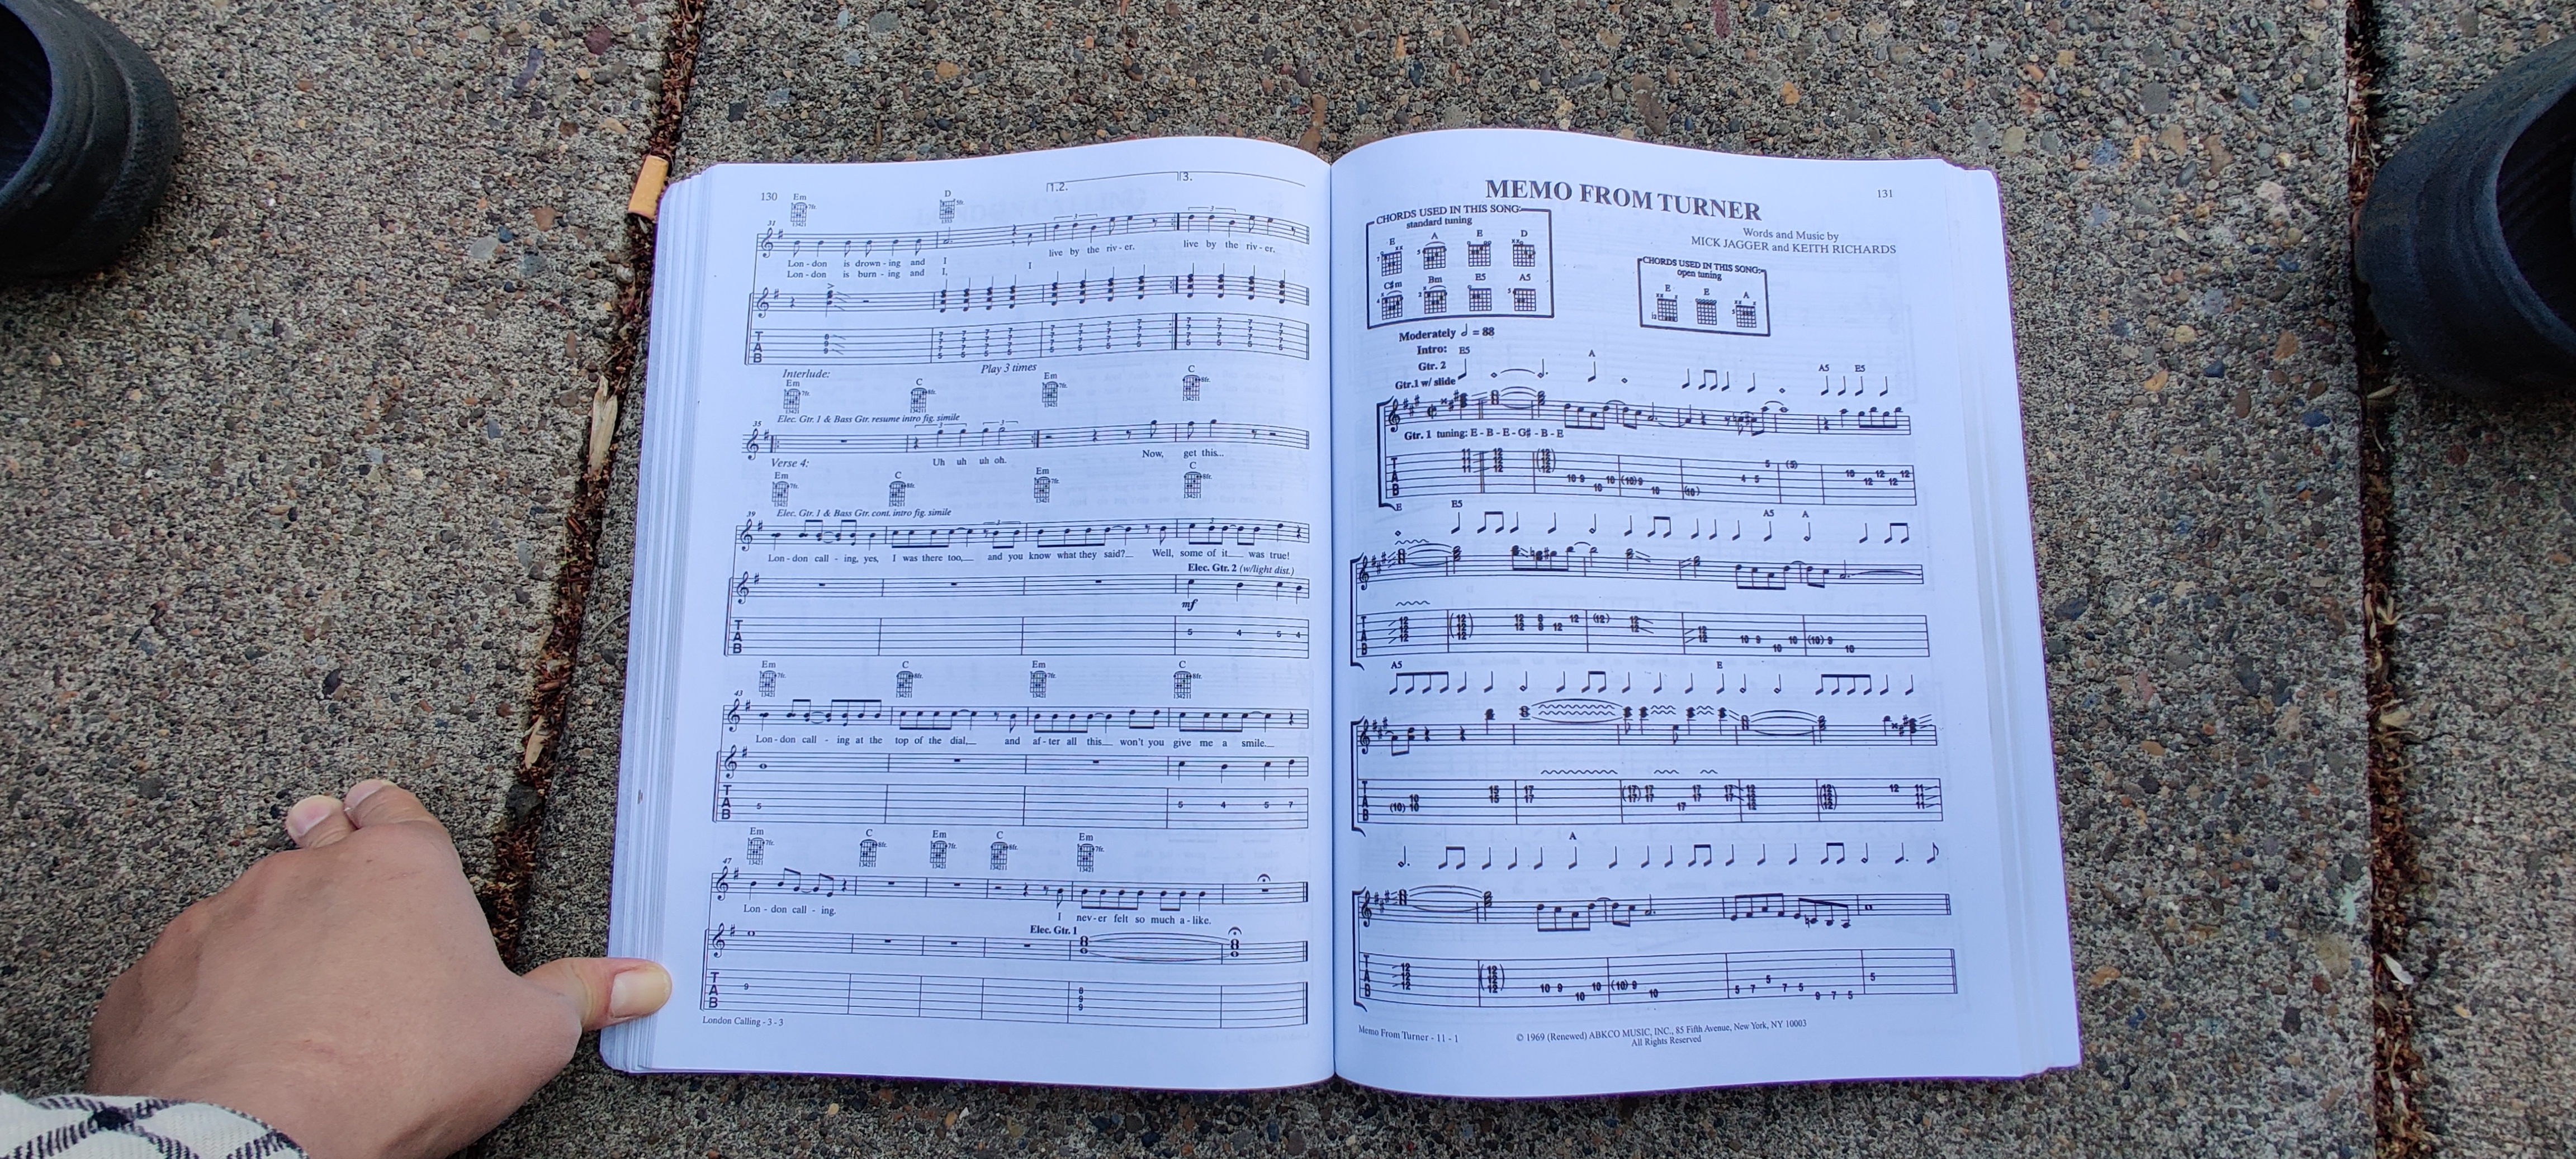 130
Em
D
1.2.
3.
31
Lon - don is drown - ing and I live by the riv - er. live by the riv - er.
Lon - don is burn - ing and I, I
T
A
B
Interlude:
Play 3 times
Em C Em C
Elec. Gtr. 1 & Bass Gtr. resume intro fig. simile
35
Uh uh uh oh. Now, get this...
Verse 4:
Em C Em C
Elec. Gtr. 1 & Bass Gtr. cont. intro fig. simile
39
Lon - don call - ing, yes, I was there too, and you know what they said? Well, some of it was true!
Elec. Gtr. 2 (w/light dist.)
mf
T
A
B
5 4 5 4
Em C Em C
43
Lon - don call - ing at the top of the dial, and af - ter all this won't you give me a smile.
T
A
B
5 5 4 5 7
Em C Em C Em
47
Lon - don call - ing. I nev - er felt so much a - like.
Elec. Gtr. 1
T
A
B
9
London Calling - 3 - 3
MEMO FROM TURNER
131
CHORDS USED IN THIS SONG:
standard tuning
E A E D
C#m Bm E5 A5
Words and Music by
MICK JAGGER and KEITH RICHARDS
CHORDS USED IN THIS SONG:
open tuning
E E A
Moderately = 88
Intro: E5 A A5 E5
Gtr. 2
Gtr.1 w/ slide
Gtr. 1 tuning: E - B - E - G# - B - E
T
A
B
E
E5 A5 A
T
A
B
A5 E
T
A
B
A
T
A
B
Memo From Turner - 11 - 1
© 1969 (Renewed) ABKCO MUSIC, INC., 85 Fifth Avenue, New York, NY 10003
All Rights Reserved